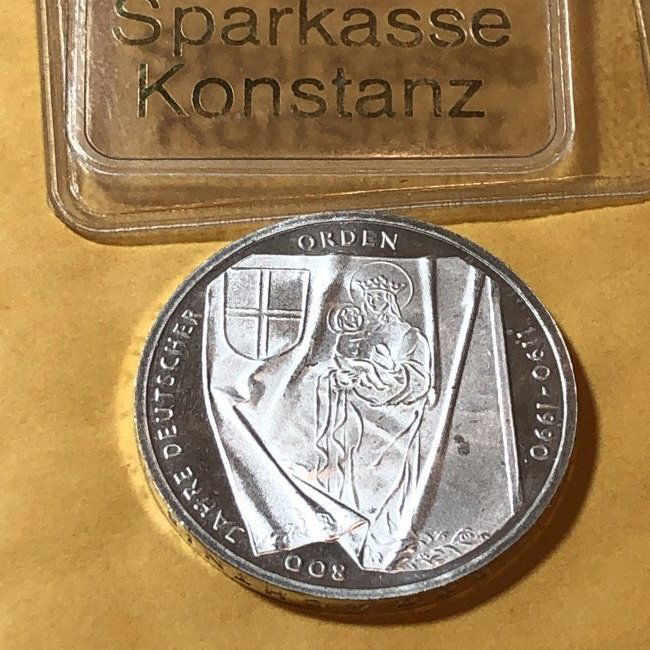 Sparkasse
Konstanz
800 JAHRE DEUTSCHER ORDEN 1190-1990